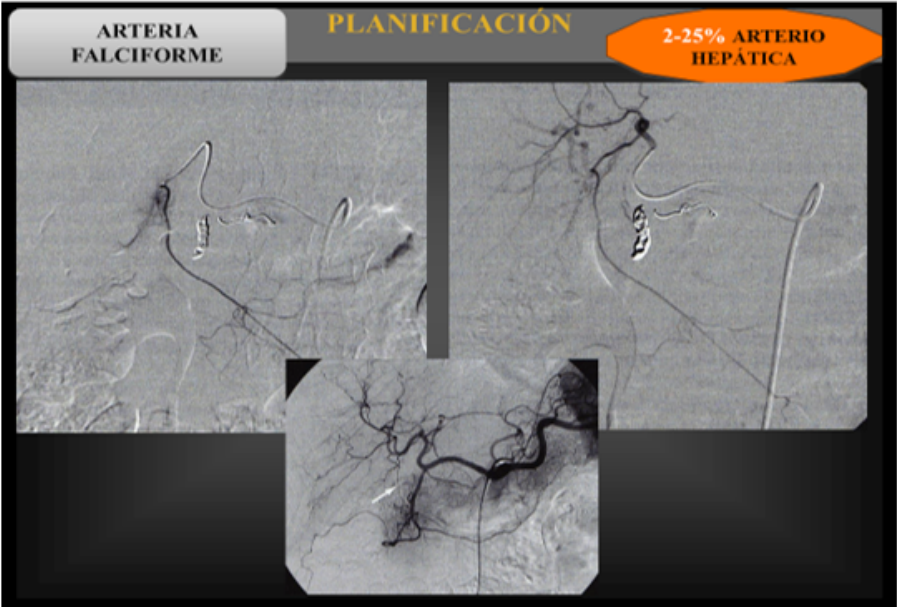 ARTERIA
FALCIFORME
PLANIFICACIÓN
2-25% ARTERIO
HEPÁTICA